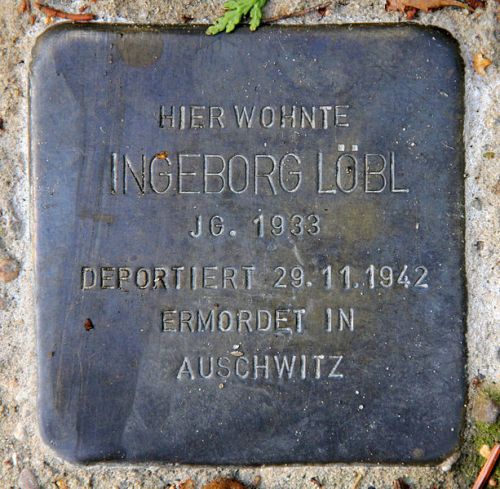 HIER WOHNTE
INGEBORG LÖBL
JG. 1933
DEPORTIERT 29.11.1942
ERMORDET IN
AUSCHWITZ